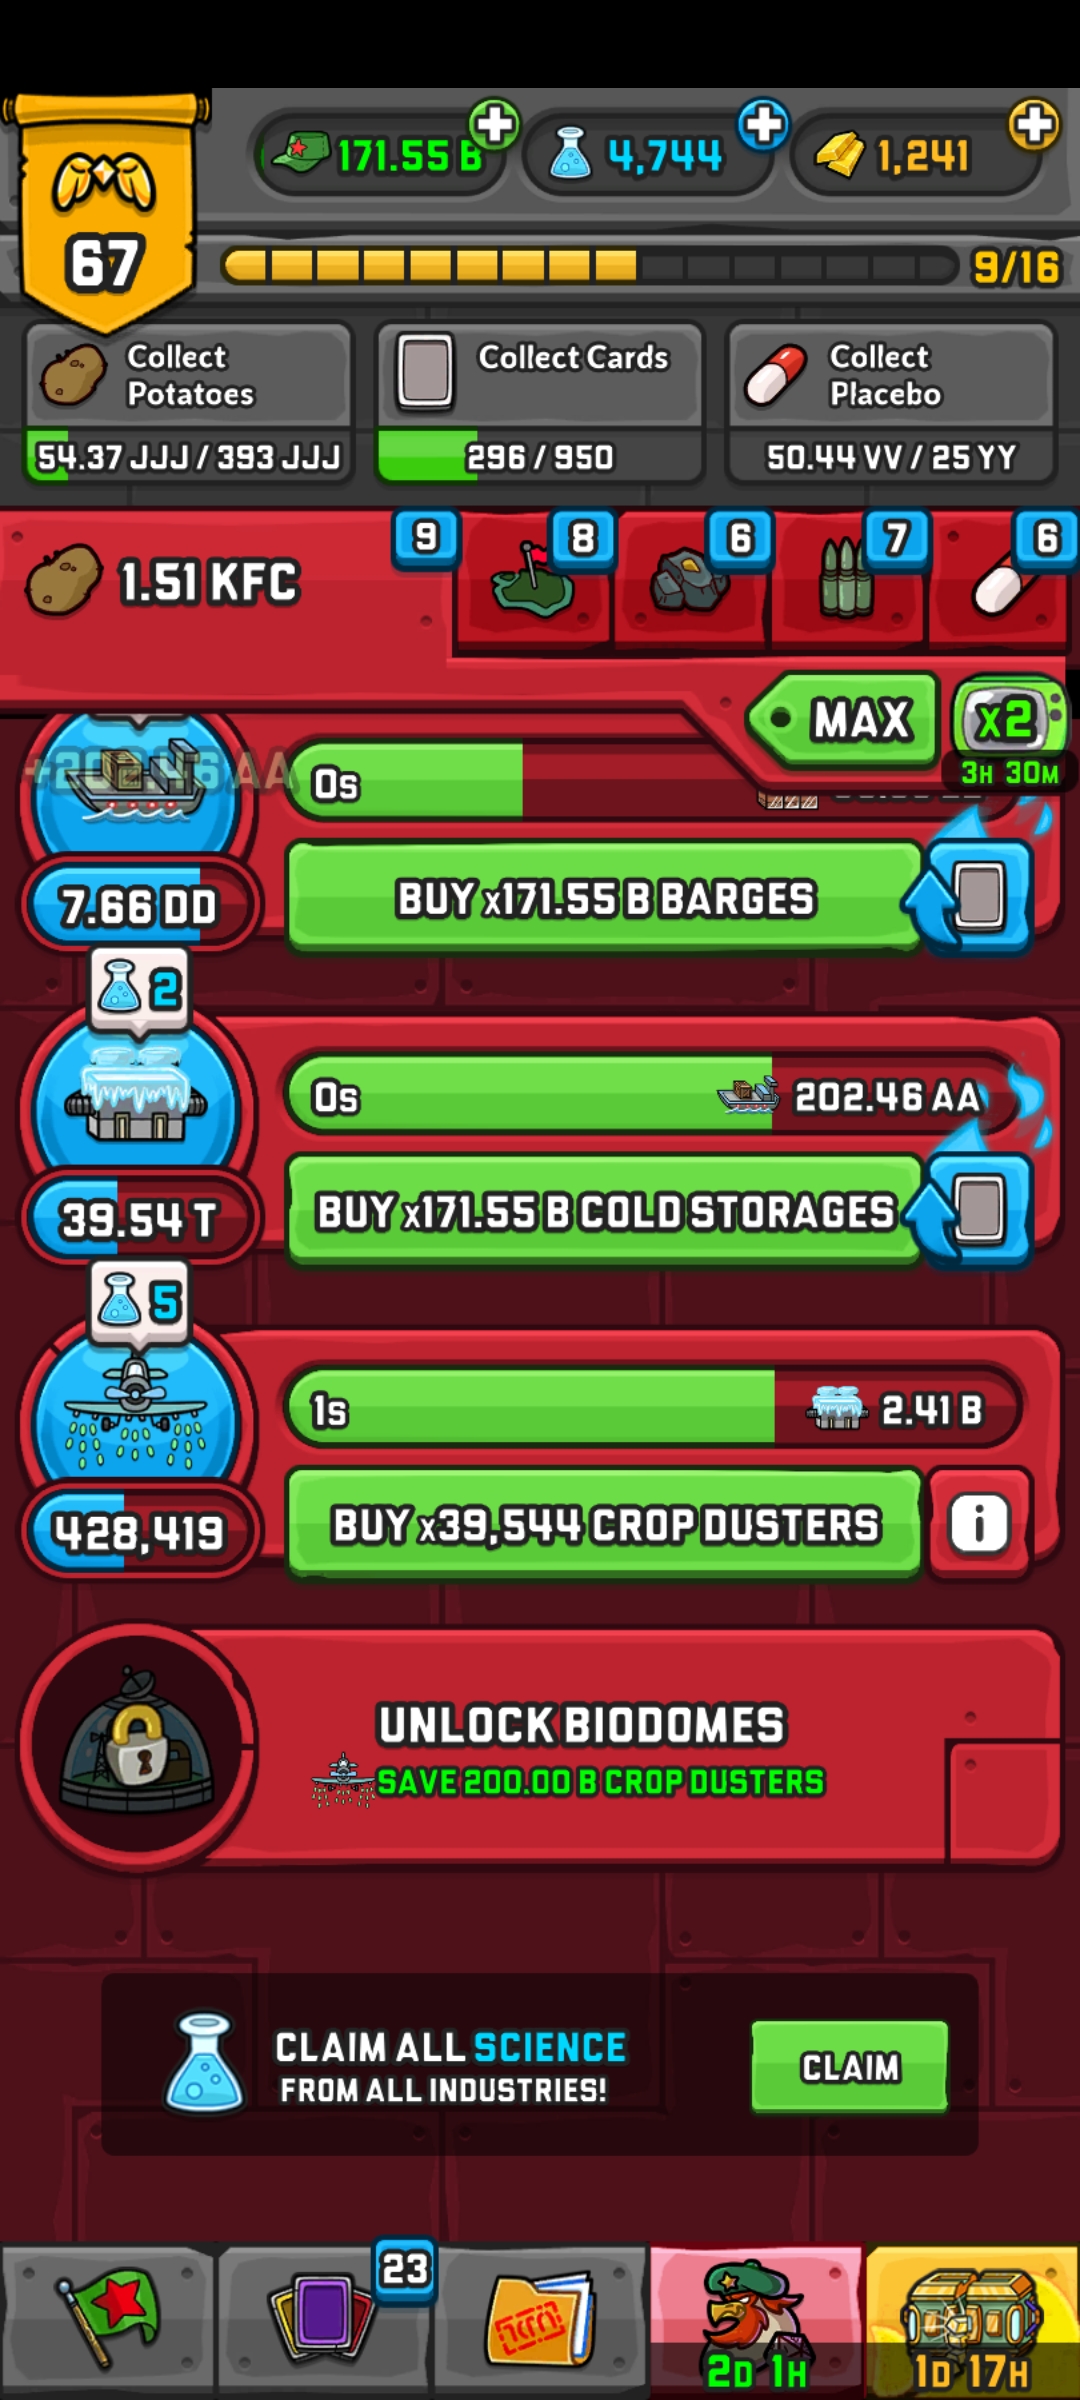 171.55 B
4,744
1,241
67
9/16
Collect
Potatoes
54.37 JJJ / 393 JJJ
Collect Cards
296 / 950
Collect
Placebo
50.44 VV / 25 YY
1.51 KFC
9
8
6
7
6
MAX
x2
3H 30M
+202.46 AA
0s
7.66 DD
BUY x171.55 B BARGES
2
0s
202.46 AA
39.54 T
BUY x171.55 B COLD STORAGES
5
1s
2.41 B
428,419
BUY x39,544 CROP DUSTERS
i
UNLOCK BIODOMES
SAVE 200.00 B CROP DUSTERS
CLAIM ALL SCIENCE
FROM ALL INDUSTRIES!
CLAIM
23
2D 1H
1D 17H